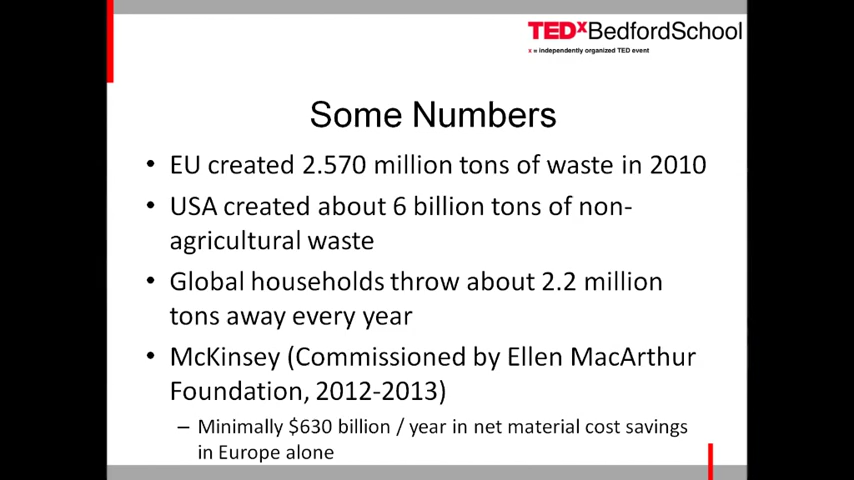 TEDxBedfordSchool
x = independently organized TED event
Some Numbers
• EU created 2.570 million tons of waste in 2010
• USA created about 6 billion tons of non-
agricultural waste
• Global households throw about 2.2 million
tons away every year
• McKinsey (Commissioned by Ellen MacArthur
Foundation, 2012-2013)
– Minimally $630 billion / year in net material cost savings
in Europe alone